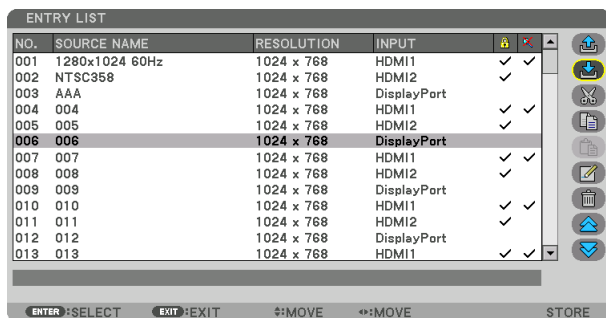 ENTRY LIST
NO. SOURCE NAME RESOLUTION INPUT
001 1280x1024 60Hz 1024 x 768 HDMI1
002 NTSC358 1024 x 768 HDMI2
003 AAA 1024 x 768 DisplayPort
004 004 1024 x 768 HDMI1
005 005 1024 x 768 HDMI2
006 006 1024 x 768 DisplayPort
007 007 1024 x 768 HDMI1
008 008 1024 x 768 HDMI2
009 009 1024 x 768 DisplayPort
010 010 1024 x 768 HDMI1
011 011 1024 x 768 HDMI2
012 012 1024 x 768 DisplayPort
013 013 1024 x 768 HDMI1
ENTER :SELECT EXIT :EXIT :MOVE :MOVE STORE